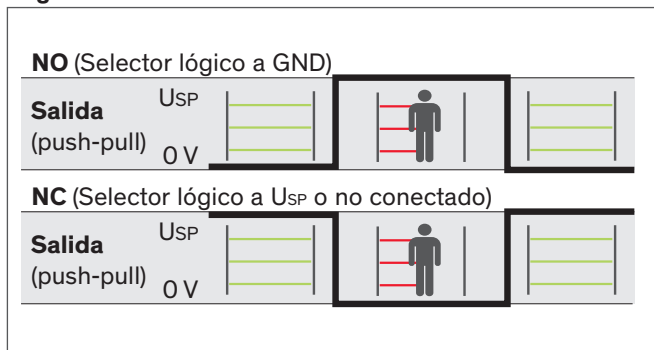 NO (Selector lógico a GND)
Salida
(push-pull)
USP
0 V
NC (Selector lógico a USP o no conectado)
Salida
(push-pull)
USP
0 V